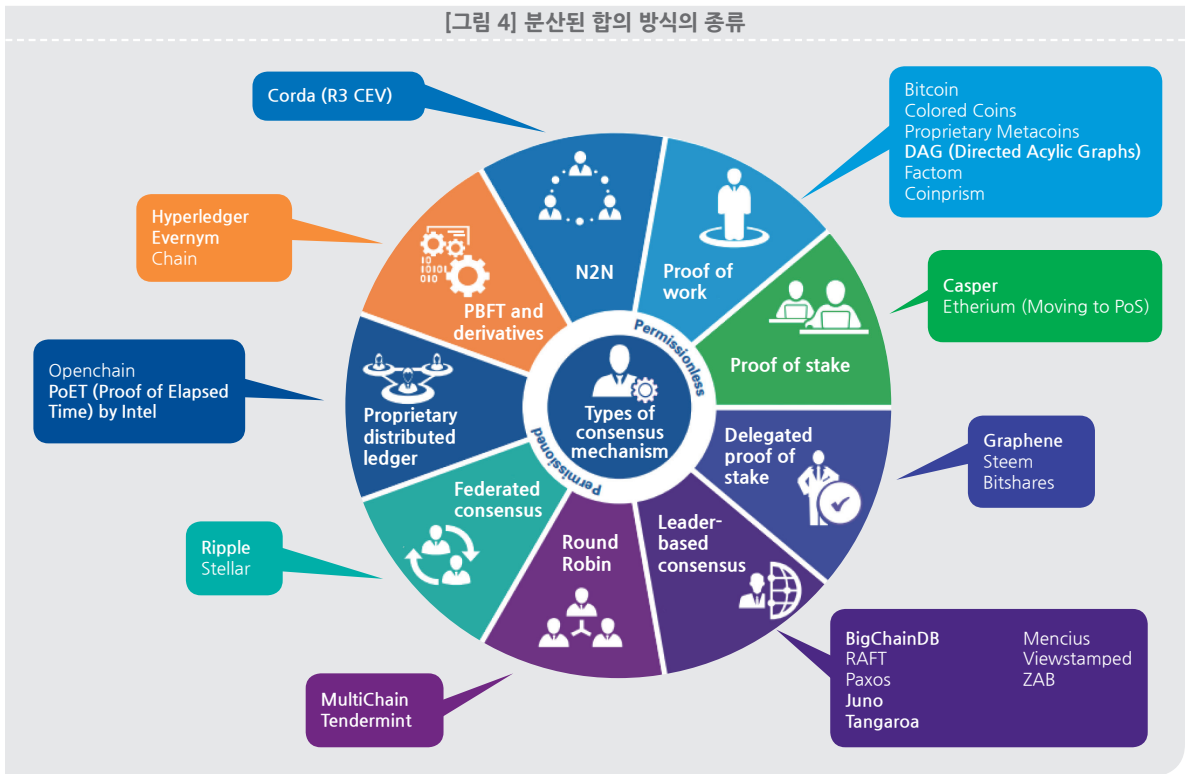 [그림 4] 분산된 합의 방식의 종류
Corda (R3 CEV)
Bitcoin
Colored Coins
Proprietary Metacoins
DAG (Directed Acylic Graphs)
Factom
Coinprism
Hyperledger
Evernym
Chain
N2N
Proof of
work
Casper
Etherium (Moving to PoS)
PBFT and
derivatives
Permissionless
Proof of stake
Openchain
PoET (Proof of Elapsed
Time) by Intel
Proprietary
distributed
ledger
Types of
consensus
mechanism
Permissioned
Delegated
proof of
stake
Graphene
Steem
Bitshares
Federated
consensus
Leader-
based
consensus
Round
Robin
Ripple
Stellar
MultiChain
Tendermint
BigChainDB
RAFT
Paxos
Juno
Tangaroa
Mencius
Viewstamped
ZAB
10
10101
010